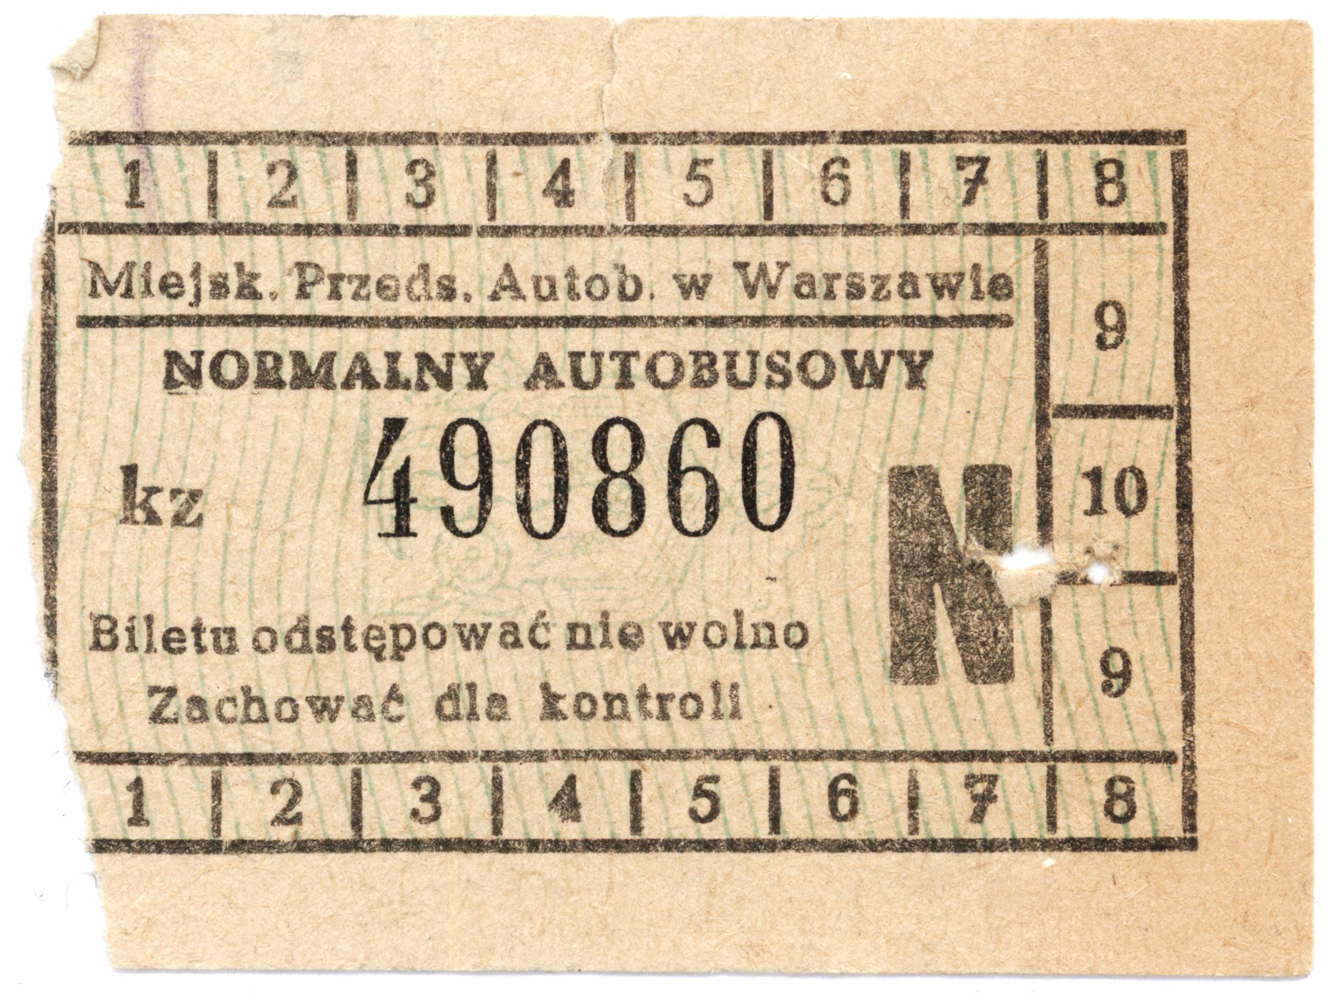 1 2 3 4 5 6 7 8
Miejsk. Przeds. Autob. w Warszawie
9
NORMALNY AUTOBUSOWY
kz 490860
N
10
Biletu odstępować nie wolno
9
Zachować dla kontroli
1 2 3 4 5 6 7 8